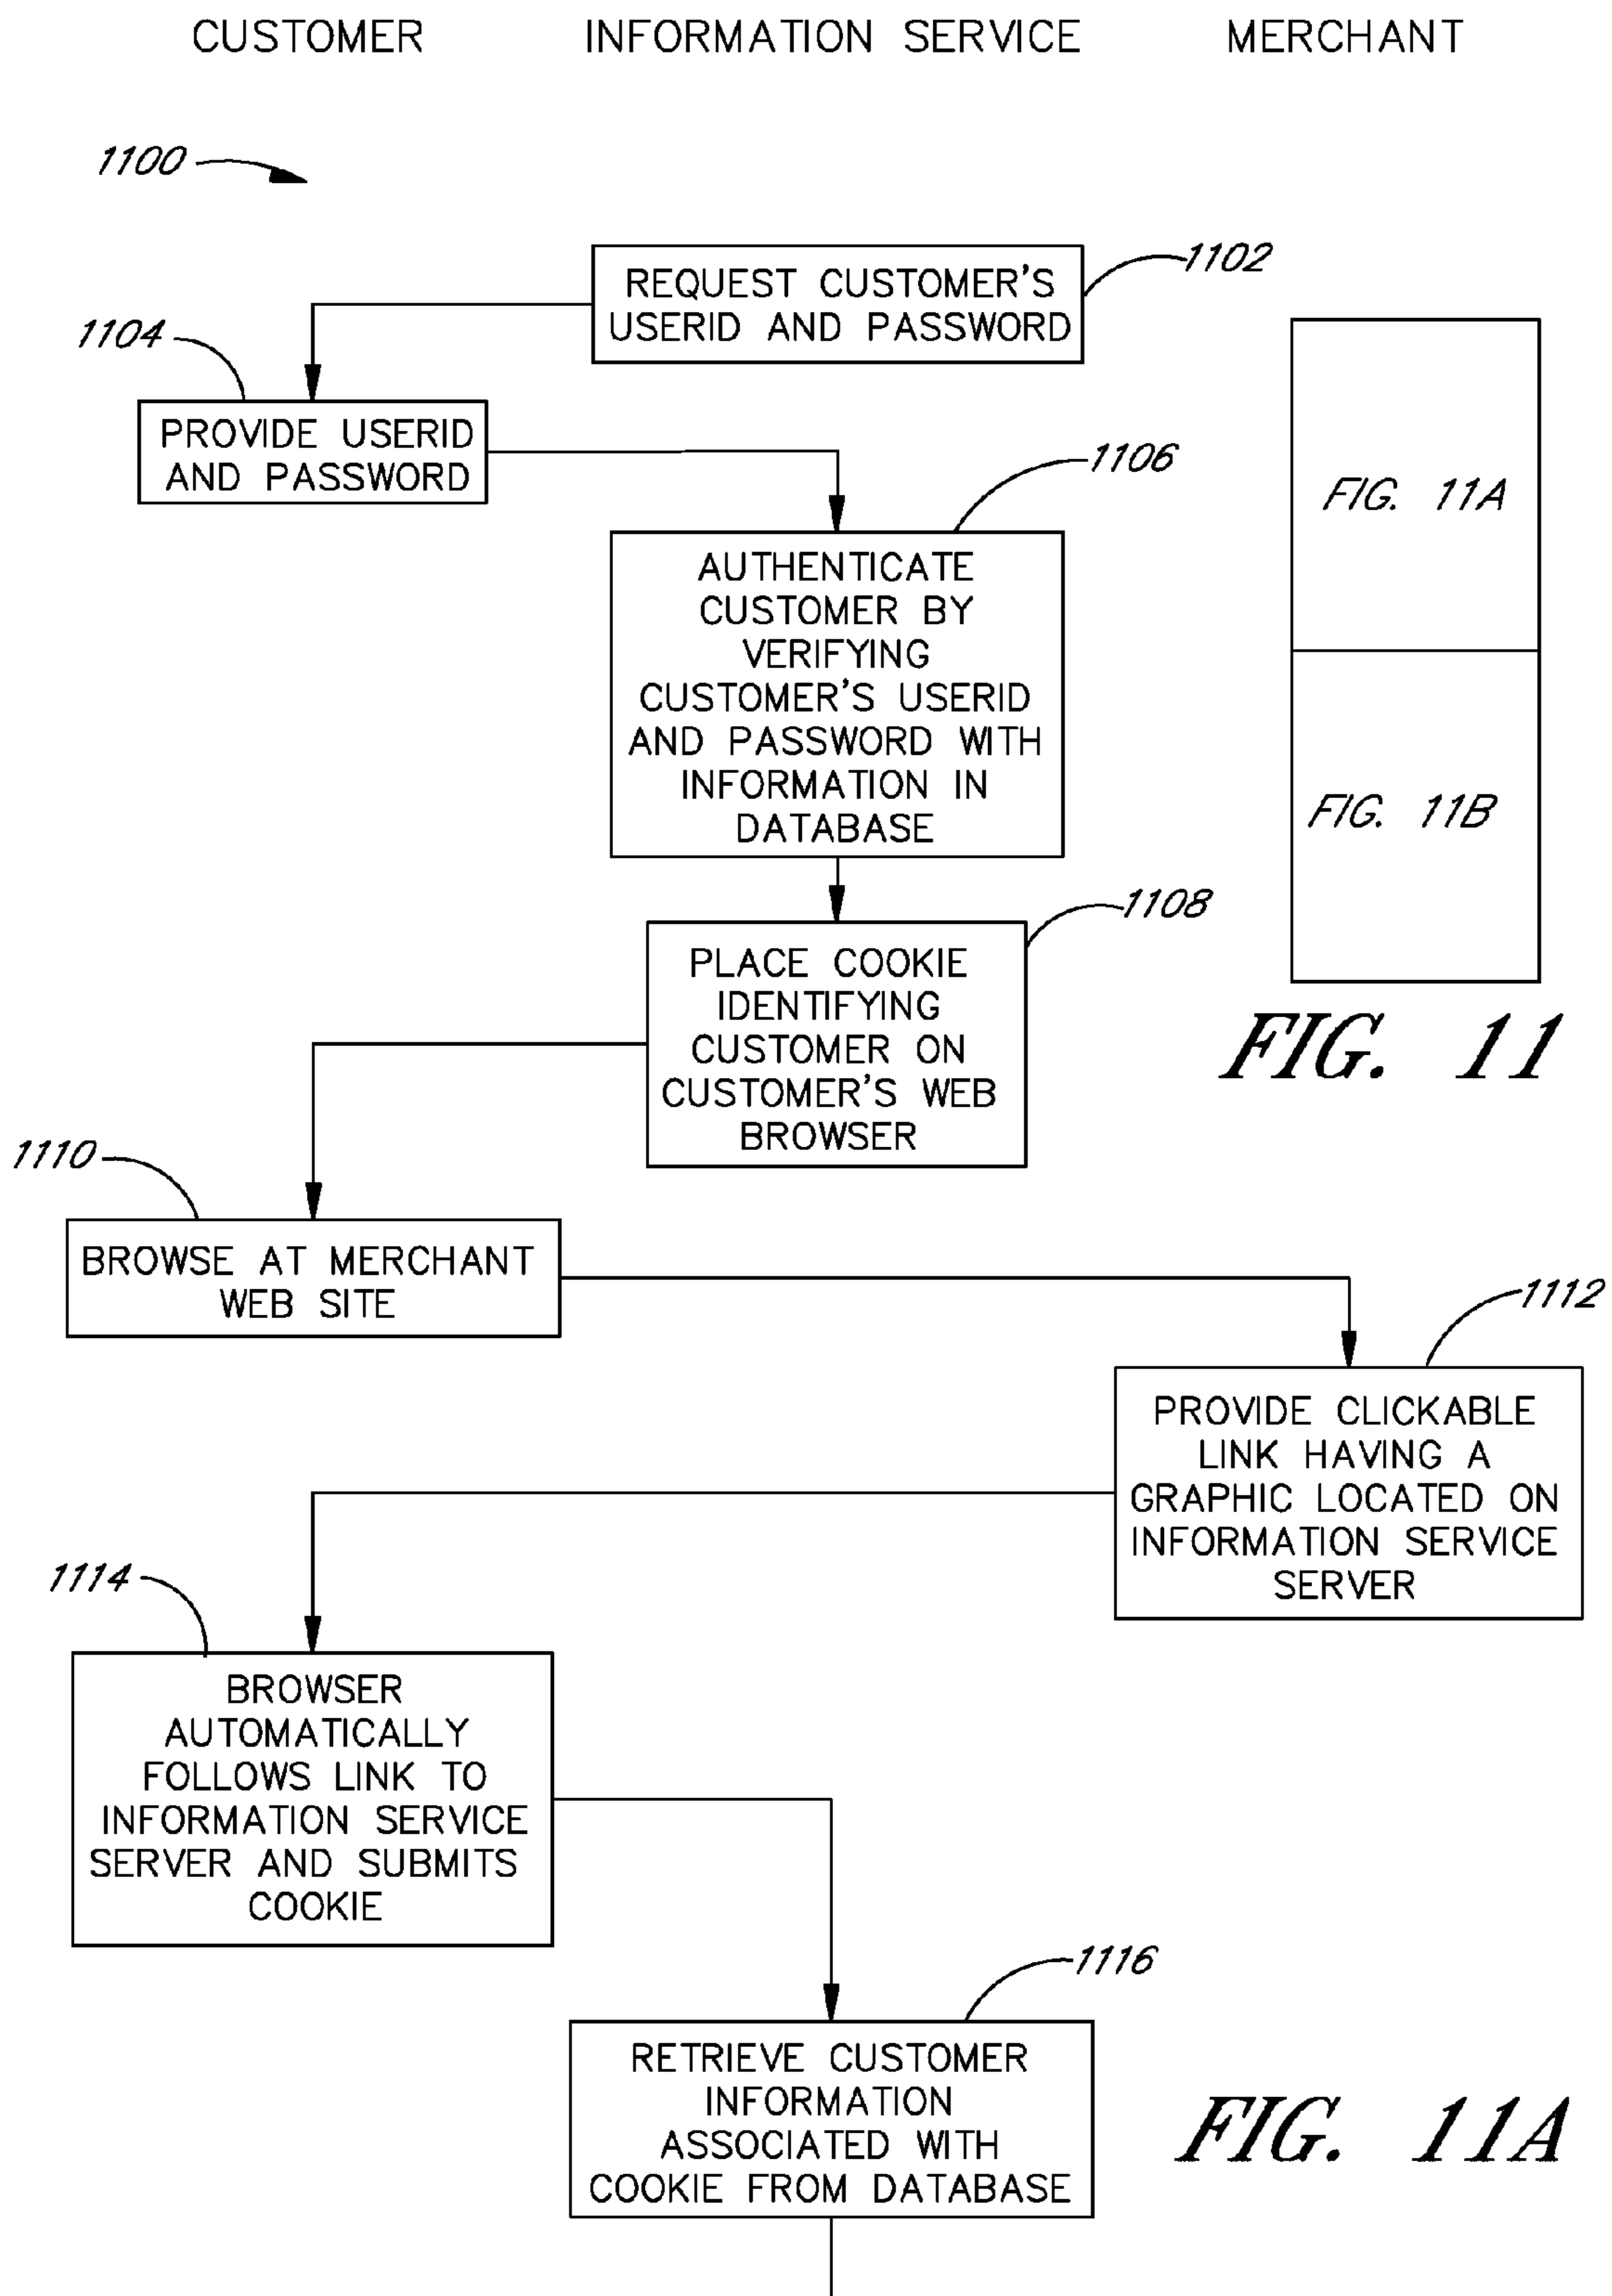 CUSTOMER INFORMATION SERVICE MERCHANT
1100
1102
REQUEST CUSTOMER'S
USERID AND PASSWORD
1104
PROVIDE USERID
AND PASSWORD
1106
AUTHENTICATE
CUSTOMER BY
VERIFYING
CUSTOMER'S USERID
AND PASSWORD WITH
INFORMATION IN
DATABASE
FIG. 11A
FIG. 11B
FIG. 11
1108
PLACE COOKIE
IDENTIFYING
CUSTOMER ON
CUSTOMER'S WEB
BROWSER
1110
BROWSE AT MERCHANT
WEB SITE
1112
PROVIDE CLICKABLE
LINK HAVING A
GRAPHIC LOCATED ON
INFORMATION SERVICE
SERVER
1114
BROWSER
AUTOMATICALLY
FOLLOWS LINK TO
INFORMATION SERVICE
SERVER AND SUBMITS
COOKIE
1116
RETRIEVE CUSTOMER
INFORMATION
ASSOCIATED WITH
COOKIE FROM DATABASE
FIG. 11A